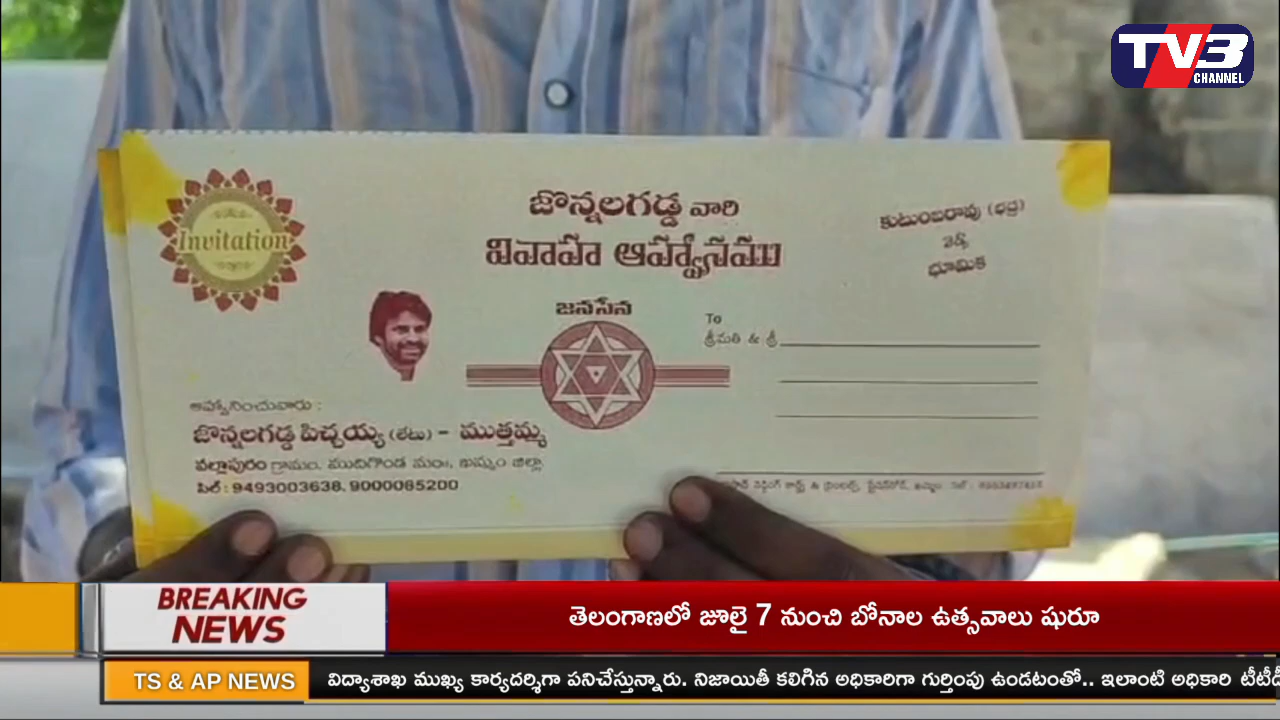 TV3
CHANNEL
Invitation
జొన్నలగడ్డ వారి
వివాహ ఆహ్వానము
కుటుంబరావు (భద్ర)
వెడ్స్
భూమిక
జనసేన
To
శ్రీమతి & శ్రీ
ఆహ్వానించువారు :
జొన్నలగడ్డ పిచ్చయ్య (లేటు) - ముత్తమ్మ
వల్లాపురం గ్రామం, ముదిగొండ మం॥, ఖమ్మం జిల్లా
సెల్ : 9493003638, 9000085200
వెడ్డింగ్ కార్డ్స్ &
BREAKING
NEWS
తెలంగాణలో జూలై 7 నుంచి బోనాల ఉత్సవాలు షురూ
TS & AP NEWS
విద్యాశాఖ ముఖ్య కార్యదర్శిగా పనిచేస్తున్నారు. నిజాయితీ కలిగిన అధికారిగా గుర్తింపు ఉండటంతో.. ఇలాంటి అధికారి